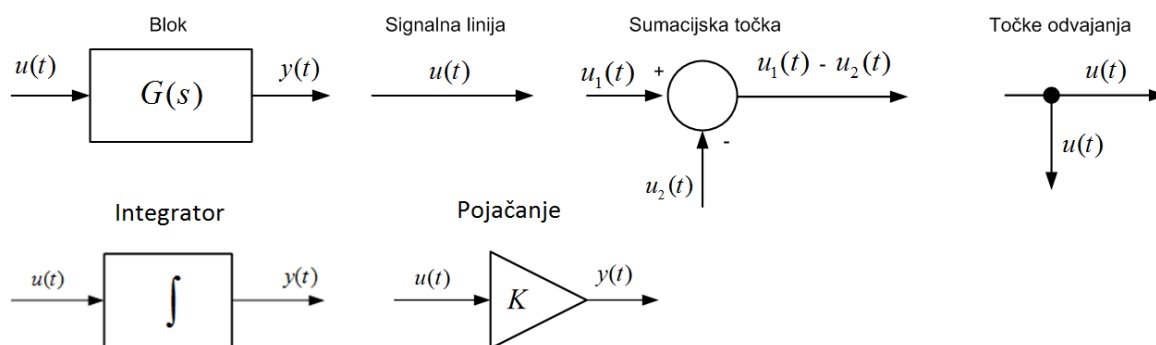 Blok
Signalna linija
Sumacijska točka
Točke odvajanja
u(t)
G(s)
y(t)
u(t)
u₁(t)
+
-
u₂(t)
u₁(t) - u₂(t)
u(t)
u(t)
Integrator
Pojačanje
u(t)
∫
y(t)
u(t)
K
y(t)